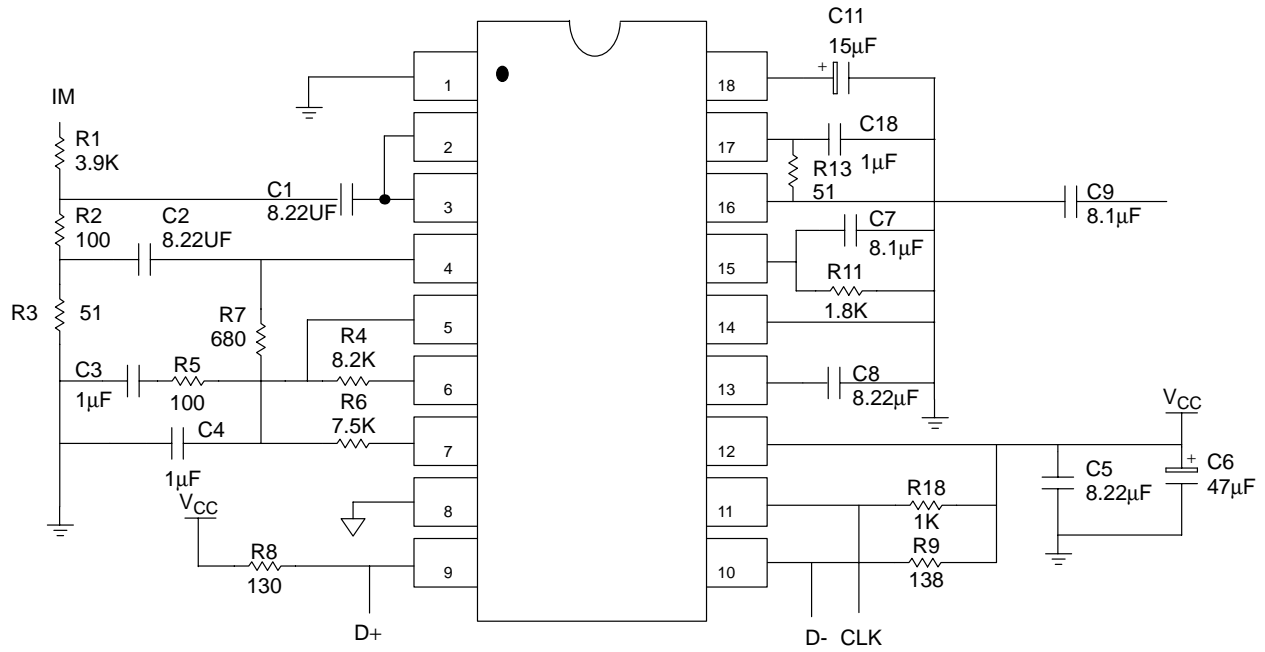 C11
15µF
IM
R1
3.9K
C1
8.22UF
R2
100
C2
8.22UF
R3
51
R7
680
R4
8.2K
C3
1µF
R5
100
R6
7.5K
C4
1µF
VCC
R8
130
D+
1
2
3
4
5
6
7
8
9
18
17
16
15
14
13
12
11
10
+
C18
1µF
R13
51
C9
8.1µF
C7
8.1µF
R11
1.8K
C8
8.22µF
VCC
+
C5
8.22µF
C6
47µF
R18
1K
R9
138
D- CLK